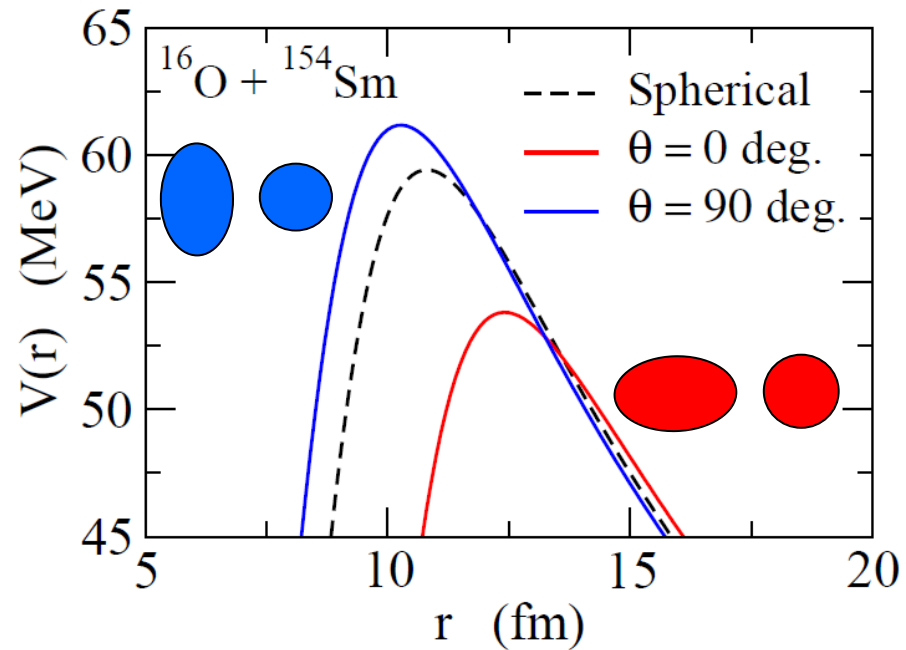 65
60
55
50
45
V(r) (MeV)
16O + 154Sm
Spherical
θ = 0 deg.
θ = 90 deg.
5 10 15 20
r (fm)